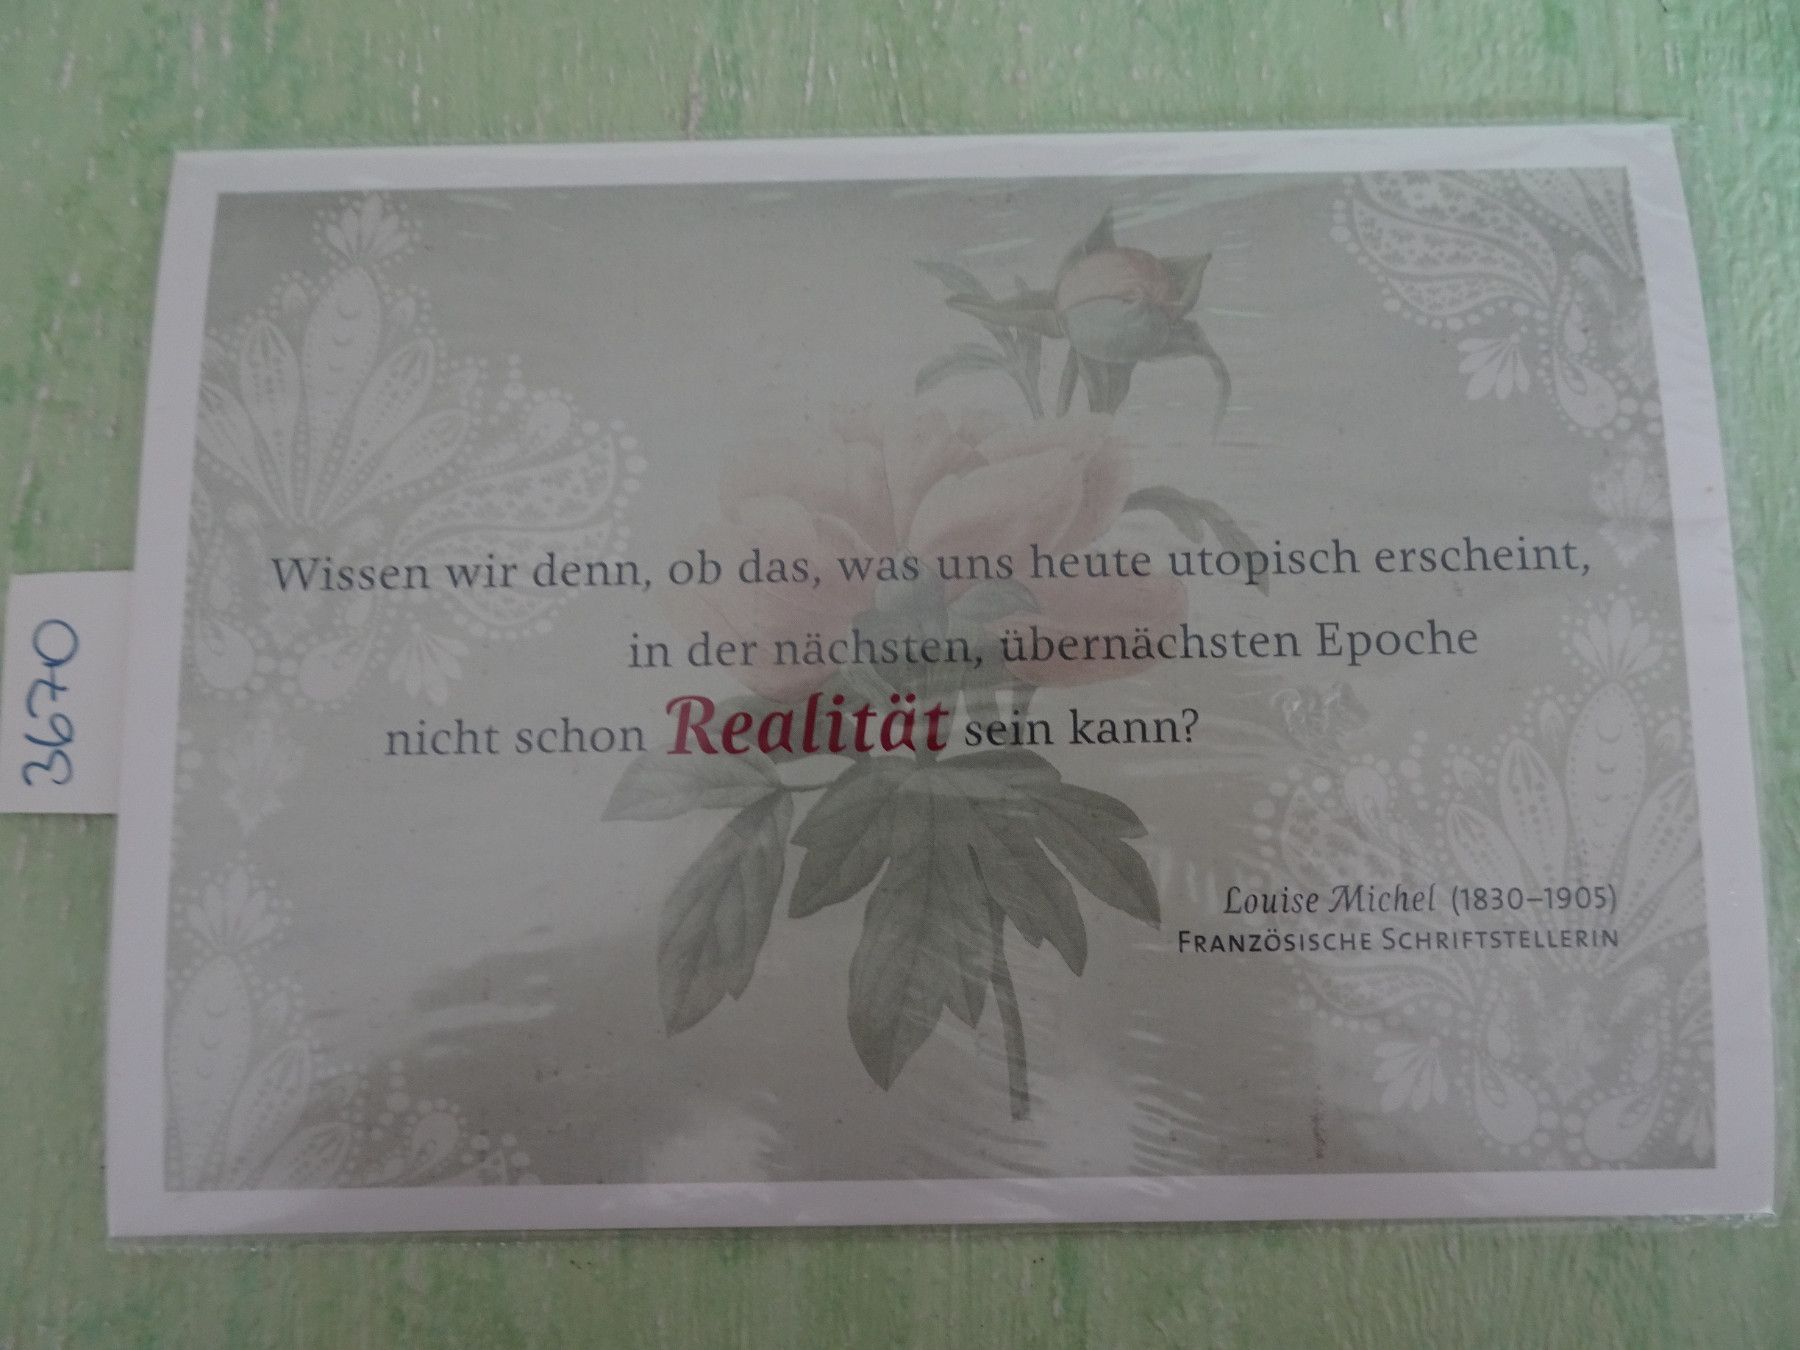 Wissen wir denn, ob das, was uns heute utopisch erscheint,
in der nächsten, übernächsten Epoche
nicht schon Realität sein kann?
Louise Michel (1830–1905)
FRANZÖSISCHE SCHRIFTSTELLERIN
3670